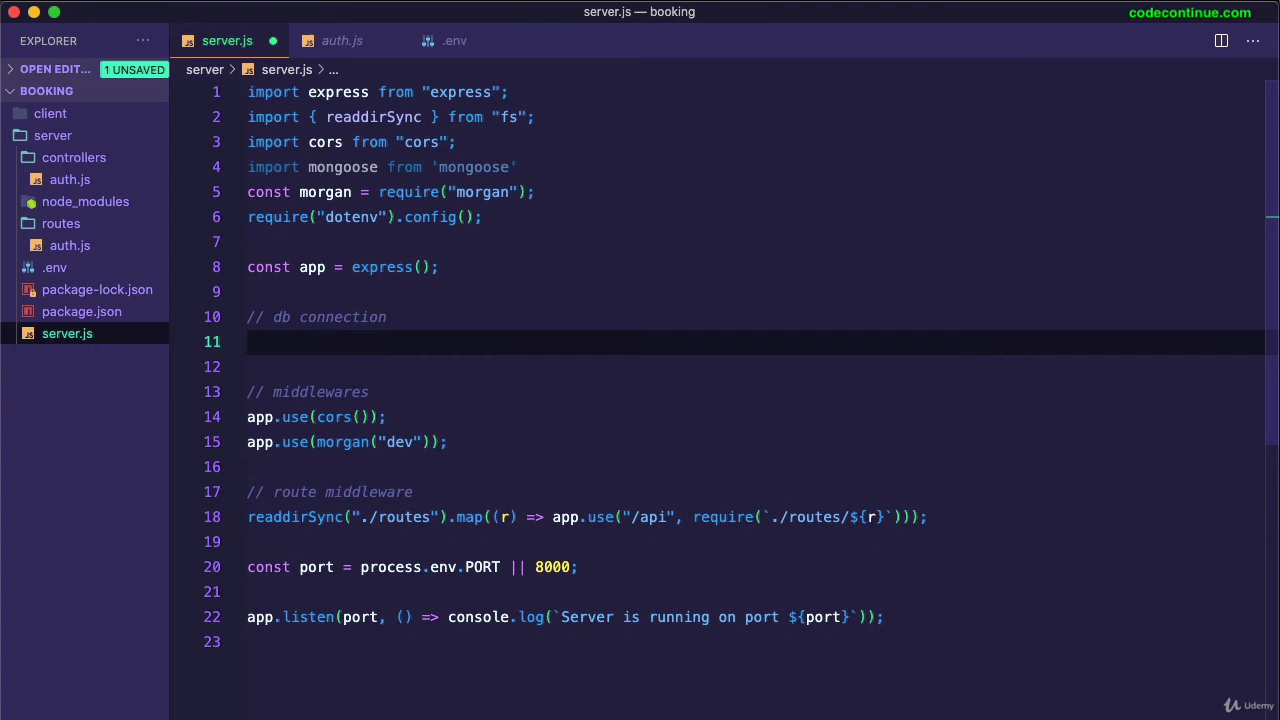 server.js — booking
codecontinue.com
EXPLORER ...
server.js
auth.js
.env
...
OPEN EDIT... 1 UNSAVED
server > server.js > ...
BOOKING
client
server
controllers
auth.js
node_modules
routes
auth.js
.env
package-lock.json
package.json
server.js
1 import express from "express";
2 import { readdirSync } from "fs";
3 import cors from "cors";
4 import mongoose from 'mongoose'
5 const morgan = require("morgan");
6 require("dotenv").config();
7
8 const app = express();
9
10 // db connection
11
12
13 // middlewares
14 app.use(cors());
15 app.use(morgan("dev"));
16
17 // route middleware
18 readdirSync("./routes").map((r) => app.use("/api", require(`./routes/${r}`)));
19
20 const port = process.env.PORT || 8000;
21
22 app.listen(port, () => console.log(`Server is running on port ${port}`));
23
Udemy